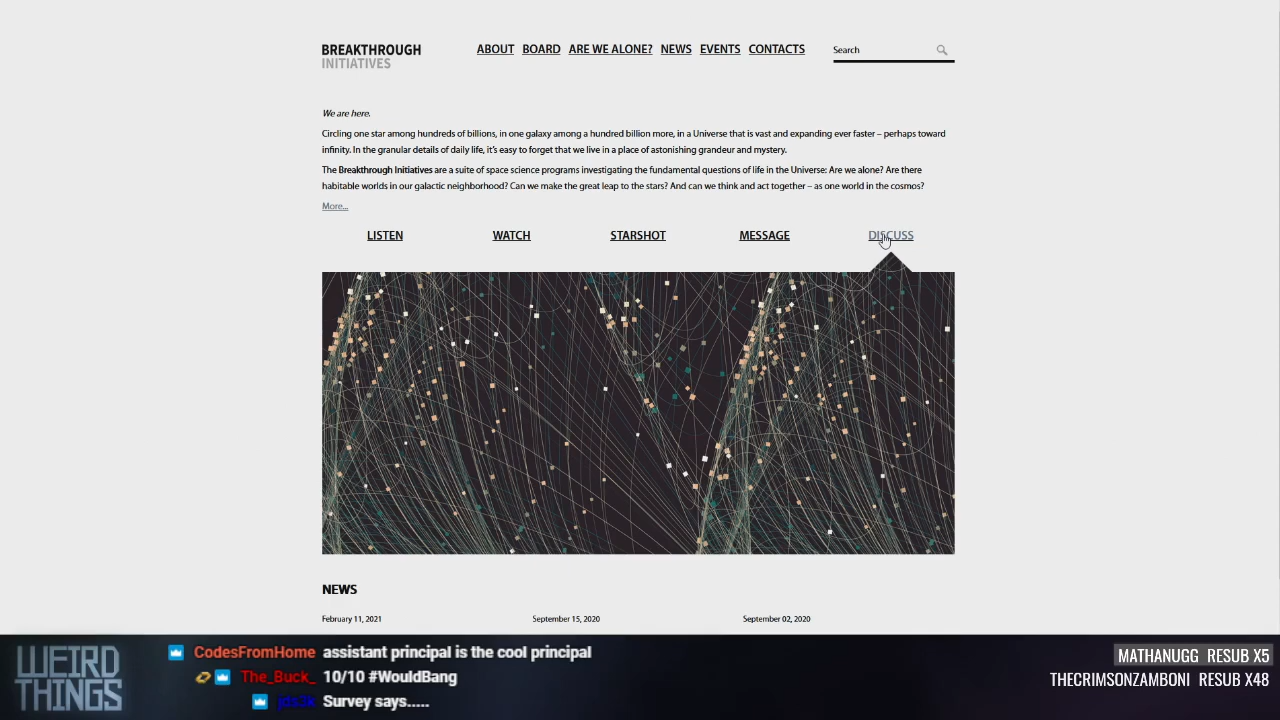 BREAKTHROUGH
INITIATIVES
ABOUT BOARD ARE WE ALONE? NEWS EVENTS CONTACTS
Search
We are here.
Circling one star among hundreds of billions, in one galaxy among a hundred billion more, in a Universe that is vast and expanding ever faster – perhaps toward
infinity. In the granular details of daily life, it's easy to forget that we live in a place of astonishing grandeur and mystery.
The Breakthrough Initiatives are a suite of space science programs investigating the fundamental questions of life in the Universe: Are we alone? Are there
habitable worlds in our galactic neighborhood? Can we make the great leap to the stars? And can we think and act together – as one world in the cosmos?
More...
LISTEN WATCH STARSHOT MESSAGE DISCUSS
NEWS
February 11, 2021 September 15, 2020 September 02, 2020
WEIRD
THINGS
CodesFromHome assistant principal is the cool principal
The_Buck_ 10/10 #WouldBang
Survey says.....
MATHANUGG RESUB X5
THECRIMSONZAMBONI RESUB X48